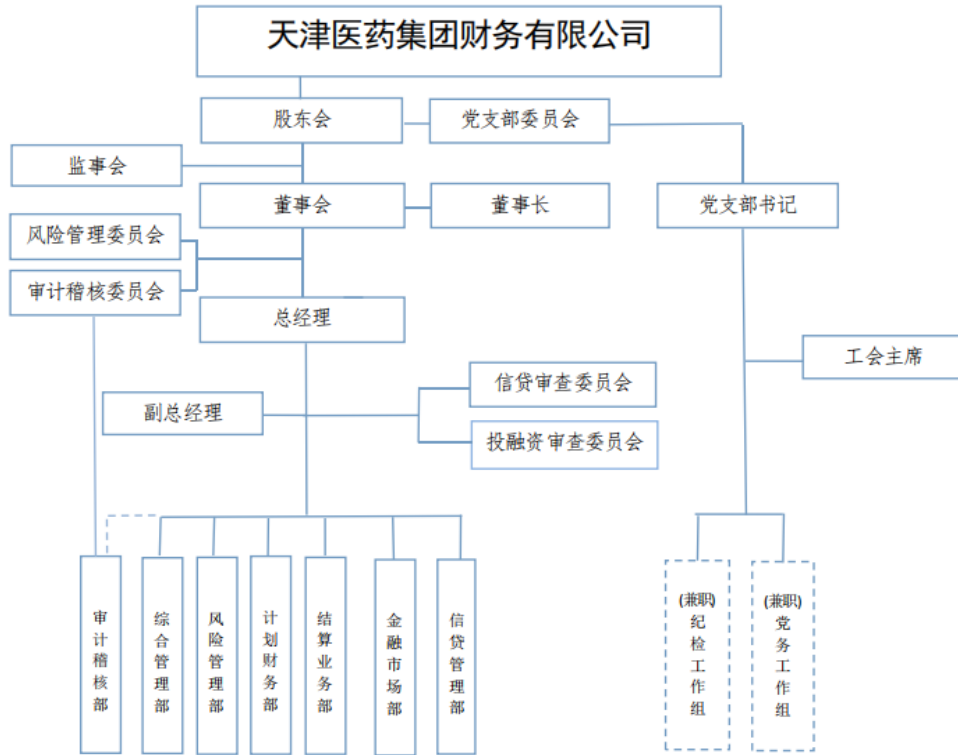 天津医药集团财务有限公司
股东会
党支部委员会
监事会
董事会
董事长
党支部书记
风险管理委员会
审计稽核委员会
总经理
工会主席
信贷审查委员会
副总经理
投融资审查委员会
审计稽核部
综合管理部
风险管理部
计划财务部
结算业务部
金融市场部
信贷管理部
(兼职)纪检工作组
(兼职)党务工作组